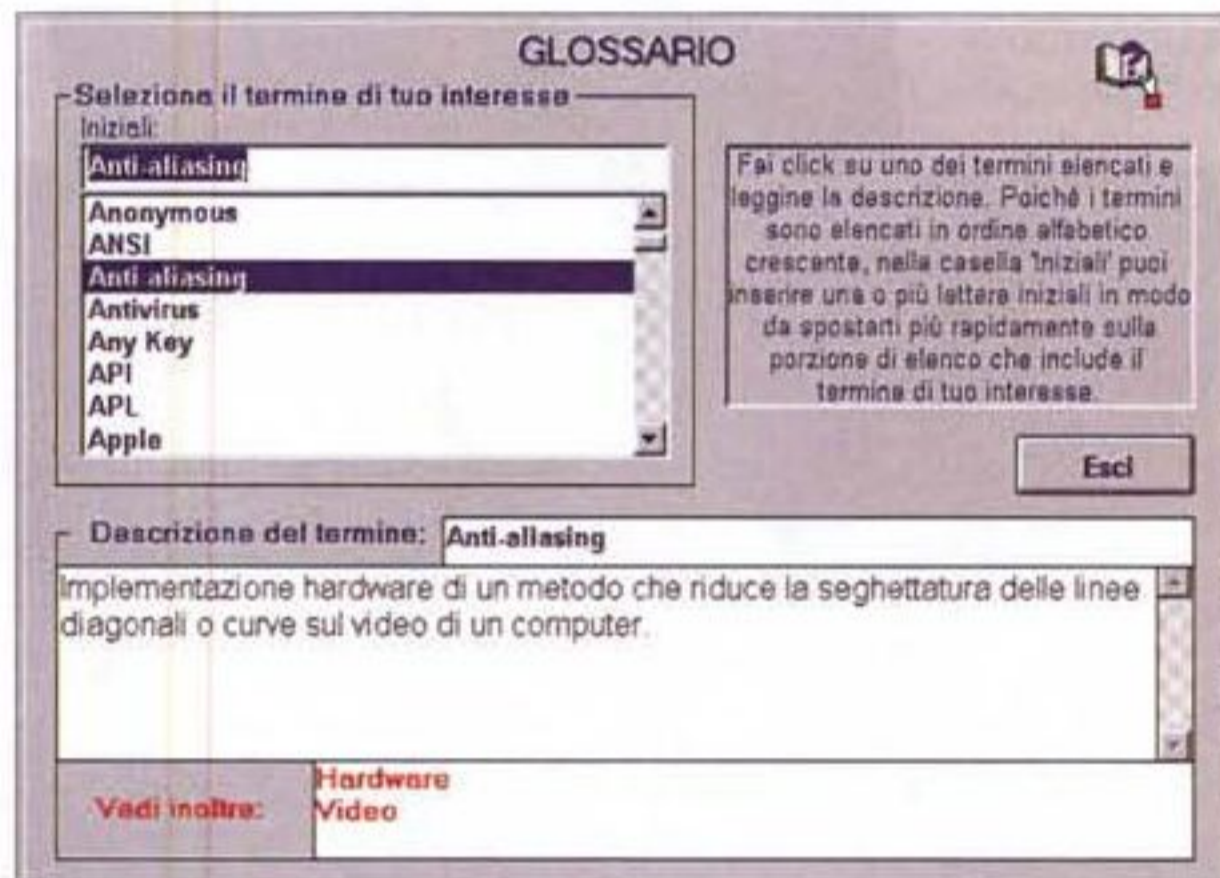 GLOSSARIO
Seleziona il termine di tuo interesse
Iniziali:
Anti-aliasing
Anonymous
ANSI
Anti-aliasing
Antivirus
Any Key
API
APL
Apple
Fai click su uno dei termini elencati e
leggine la descrizione. Poiché i termini
sono elencati in ordine alfabetico
crescente, nella casella 'Iniziali' puoi
inserire una o più lettere iniziali in modo
da spostarti più rapidamente sulla
porzione di elenco che include il
termine di tuo interesse.
Esci
Descrizione del termine: Anti-aliasing
Implementazione hardware di un metodo che riduce la seghettatura delle linee
diagonali o curve sul video di un computer.
Vedi inoltre:
Hardware
Video